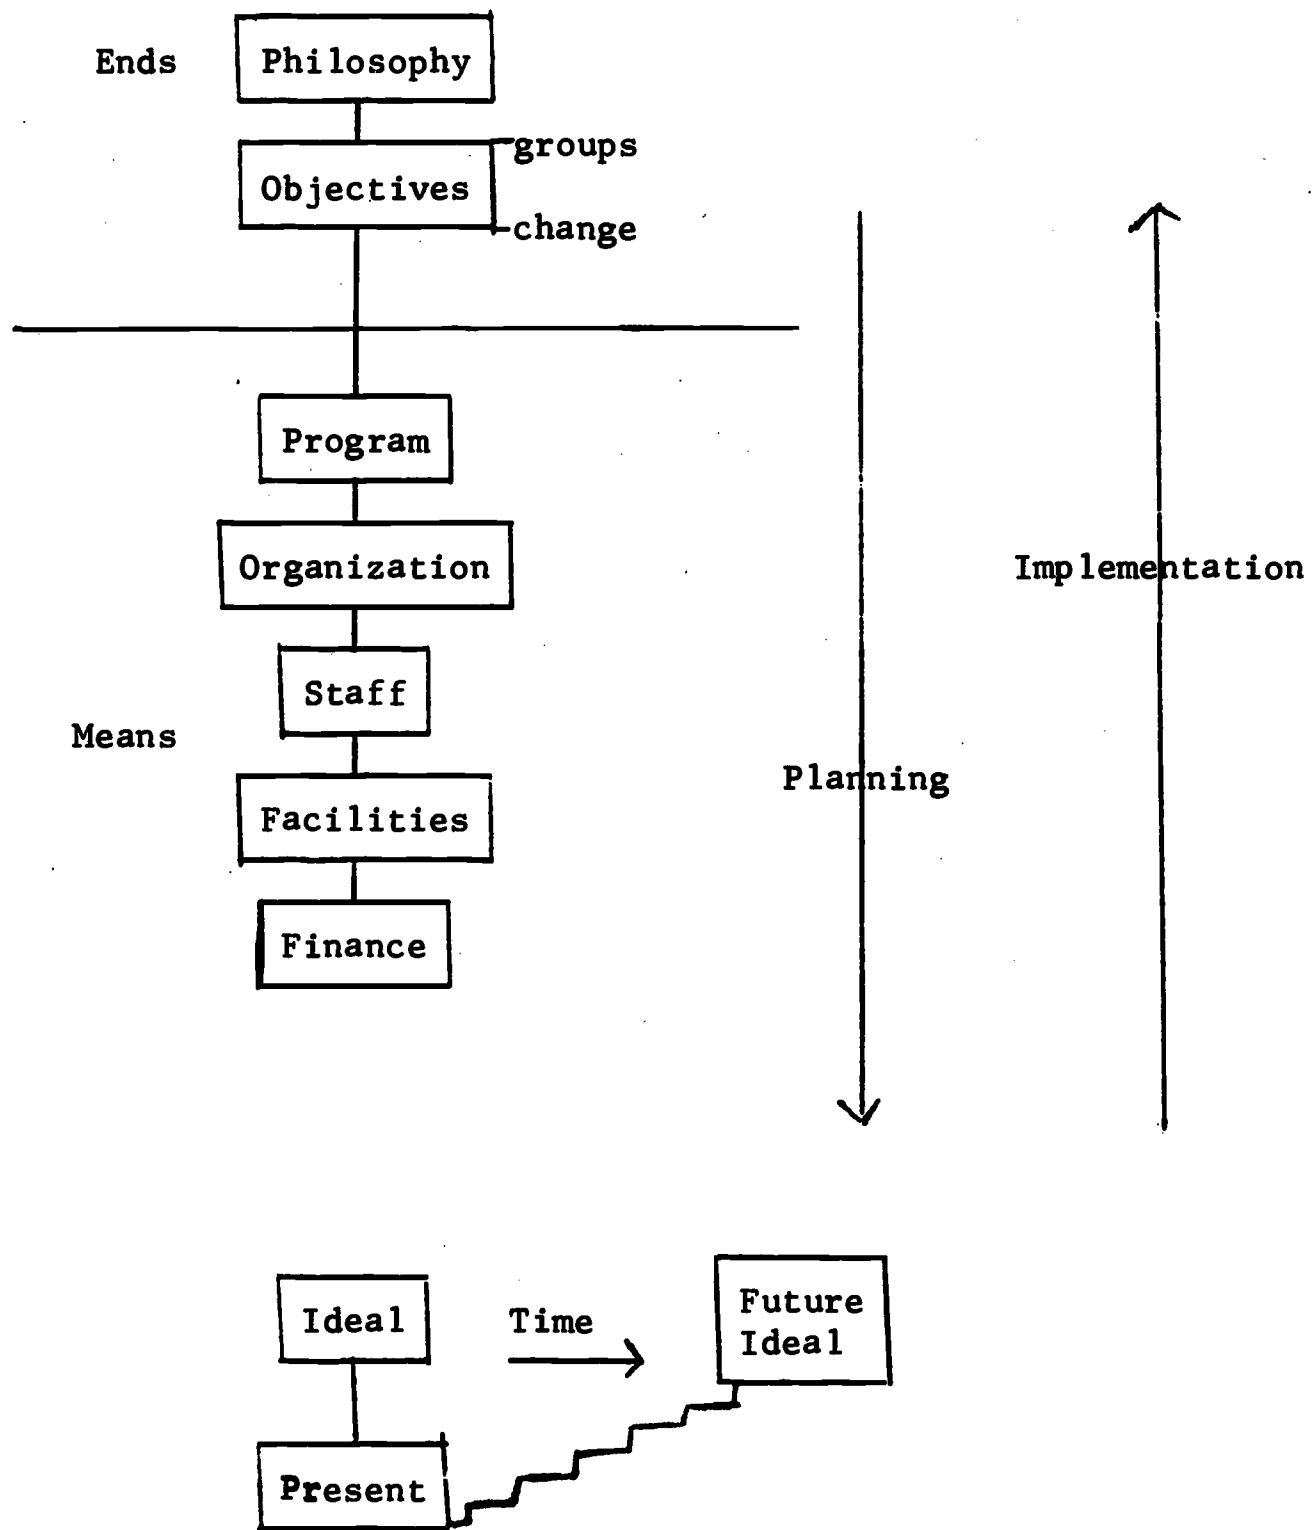 Ends
Philosophy
groups
Objectives
change
Program
Organization
Implementation
Staff
Means
Planning
Facilities
Finance
Ideal
Time
Future
Ideal
Present